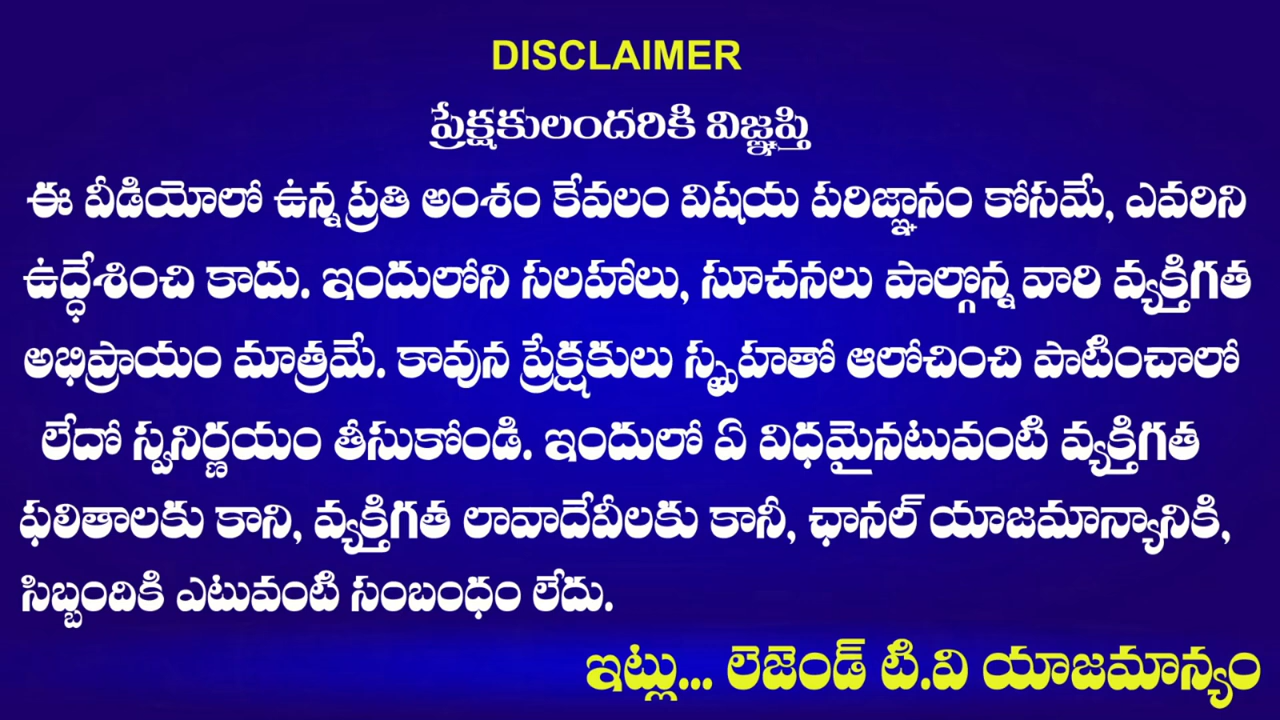 DISCLAIMER
ప్రేక్షకులందరికి విజ్ఞప్తి
ఈ వీడియోలో ఉన్న ప్రతి అంశం కేవలం విషయ పరిజ్ఞానం కోసమే, ఎవరిని
ఉద్ధేశించి కాదు. ఇందులోని సలహాలు, సూచనలు పాల్గొన్న వారి వ్యక్తిగత
అభిప్రాయం మాత్రమే. కావున ప్రేక్షకులు స్పృహతో ఆలోచించి పాటించాలో
లేదో స్వనిర్ణయం తీసుకోండి. ఇందులో ఏ విధమైనటువంటి వ్యక్తిగత
ఫలితాలకు కాని, వ్యక్తిగత లావాదేవీలకు కానీ, ఛానల్ యాజమాన్యానికి,
సిబ్బందికి ఎటువంటి సంబంధం లేదు.
ఇట్లు... లెజెండ్ టి.వి యాజమాన్యం